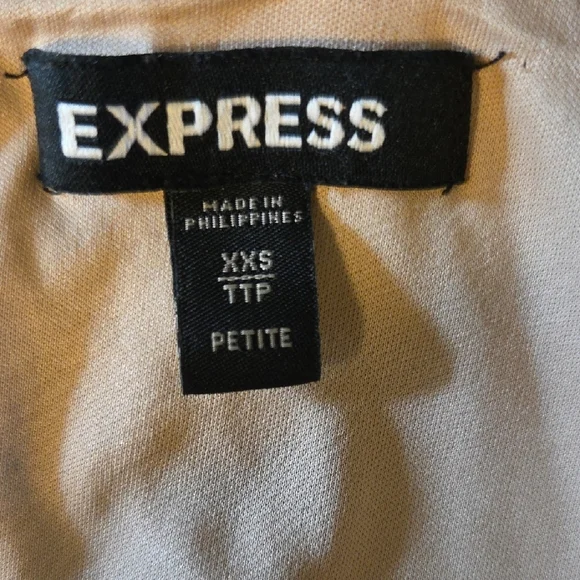 EXPRESS
MADE IN
PHILIPPINES
XXS
TTP
PETITE